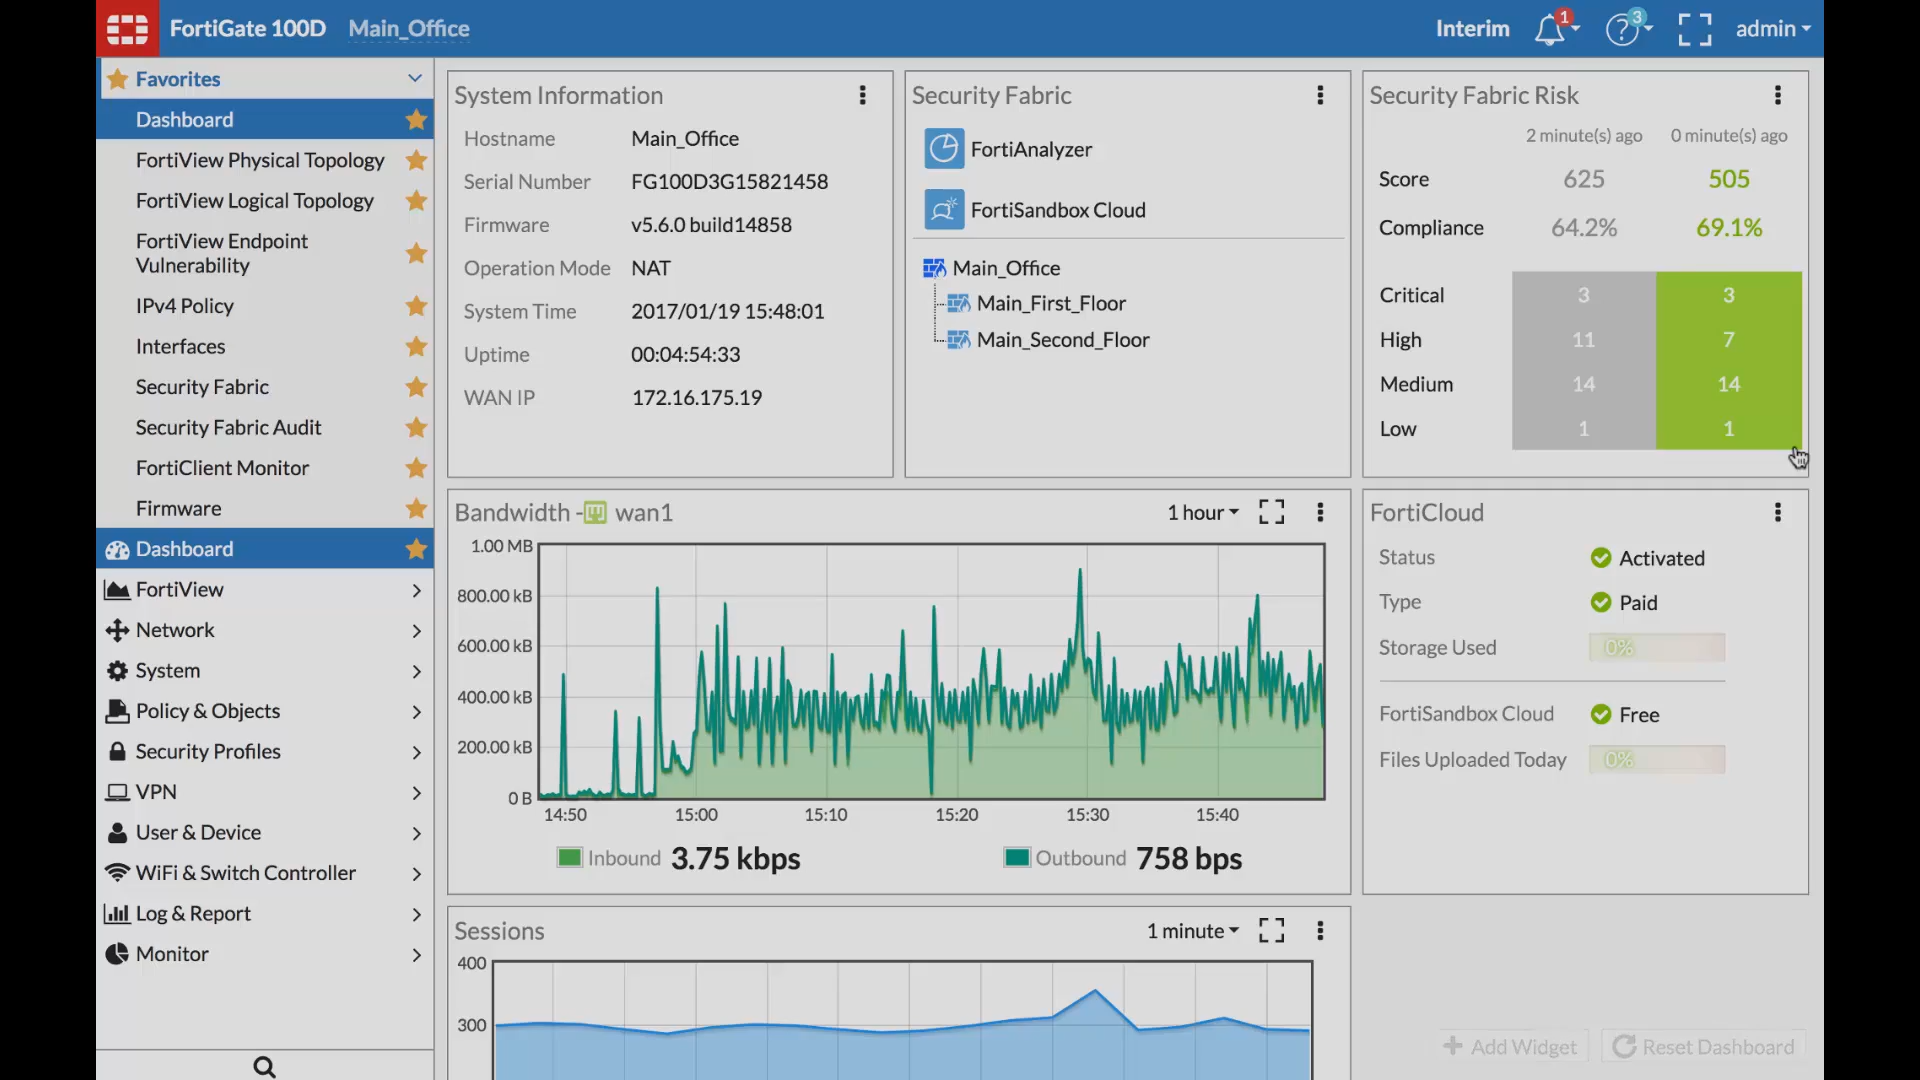 FortiGate 100D Main_Office Interim 1 3 admin
Favorites
Dashboard
FortiView Physical Topology
FortiView Logical Topology
FortiView Endpoint
Vulnerability
IPv4 Policy
Interfaces
Security Fabric
Security Fabric Audit
FortiClient Monitor
Firmware
Dashboard
FortiView
Network
System
Policy & Objects
Security Profiles
VPN
User & Device
WiFi & Switch Controller
Log & Report
Monitor
System Information
Hostname Main_Office
Serial Number FG100D3G15821458
Firmware v5.6.0 build14858
Operation Mode NAT
System Time 2017/01/19 15:48:01
Uptime 00:04:54:33
WAN IP 172.16.175.19
Security Fabric
FortiAnalyzer
FortiSandbox Cloud
Main_Office
Main_First_Floor
Main_Second_Floor
Security Fabric Risk
2 minute(s) ago 0 minute(s) ago
Score 625 505
Compliance 64.2% 69.1%
Critical 3 3
High 11 7
Medium 14 14
Low 1 1
Bandwidth - wan1 1 hour
1.00 MB
800.00 kB
600.00 kB
400.00 kB
200.00 kB
0 B
14:50 15:00 15:10 15:20 15:30 15:40
Inbound 3.75 kbps Outbound 758 bps
FortiCloud
Status Activated
Type Paid
Storage Used 0%
FortiSandbox Cloud Free
Files Uploaded Today 0%
Sessions 1 minute
400
300
Add Widget Reset Dashboard